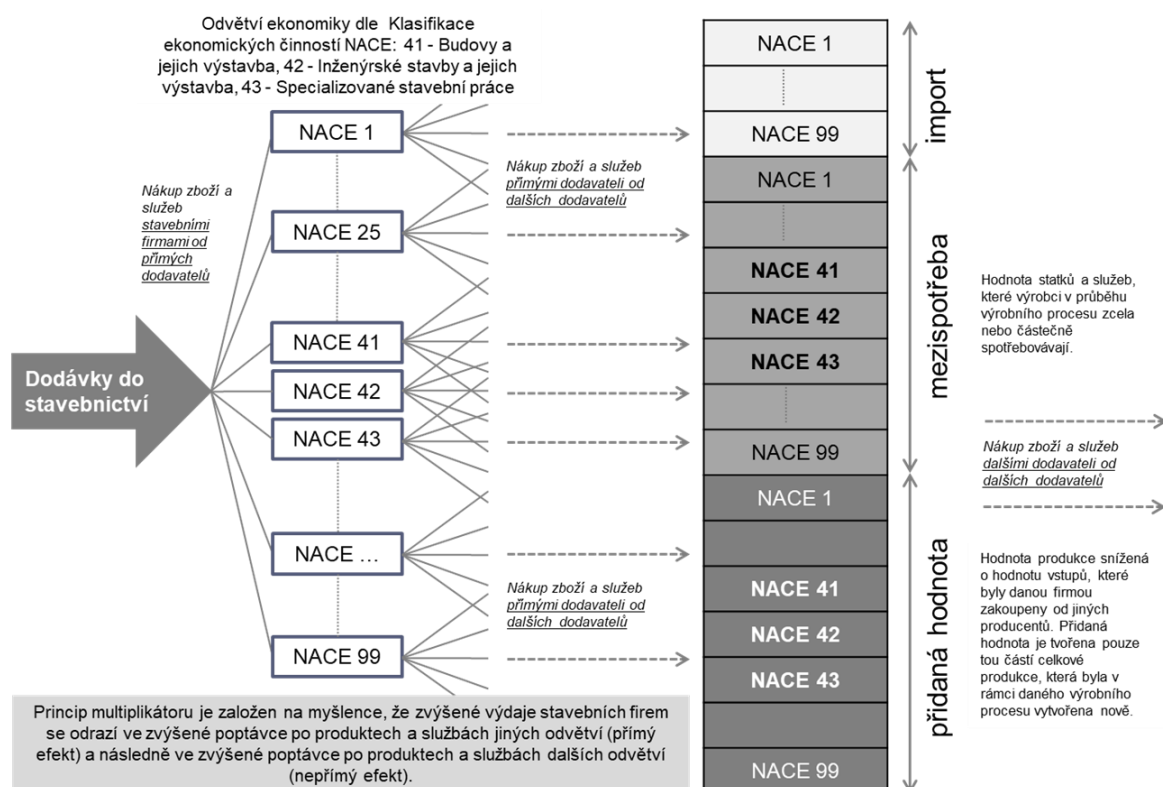 Odvětví ekonomiky dle Klasifikace
ekonomických činností NACE: 41 - Budovy a
jejich výstavba, 42 - Inženýrské stavby a jejich
výstavba, 43 - Specializované stavební práce
Dodávky do
stavebnictví
Nákup zboží a
služeb
stavebními
firmami od
přímých
dodavatelů
NACE 1
NACE 25
NACE 41
NACE 42
NACE 43
NACE ...
NACE 99
Nákup zboží a služeb
přímými dodavateli od
dalších dodavatelů
Nákup zboží a služeb
přímými dodavateli od
dalších dodavatelů
NACE 1
NACE 99
NACE 1
NACE 41
NACE 42
NACE 43
NACE 99
NACE 1
NACE 41
NACE 42
NACE 43
NACE 99
import
mezispotřeba
přidaná hodnota
Hodnota statků a služeb,
které výrobci v průběhu
výrobního procesu zcela
nebo částečně
spotřebovávají.
Nákup zboží a služeb
dalšími dodavateli od
dalších dodavatelů
Hodnota produkce snížená
o hodnotu vstupů, které
byly danou firmou
zakoupeny od jiných
producentů. Přidaná
hodnota je tvořena pouze
tou částí celkové
produkce, která byla v
rámci daného výrobního
procesu vytvořena nově.
Princip multiplikátoru je založen na myšlence, že zvýšené výdaje stavebních firem
se odrazí ve zvýšené poptávce po produktech a službách jiných odvětví (přímý
efekt) a následně ve zvýšené poptávce po produktech a službách dalších odvětví
(nepřímý efekt).